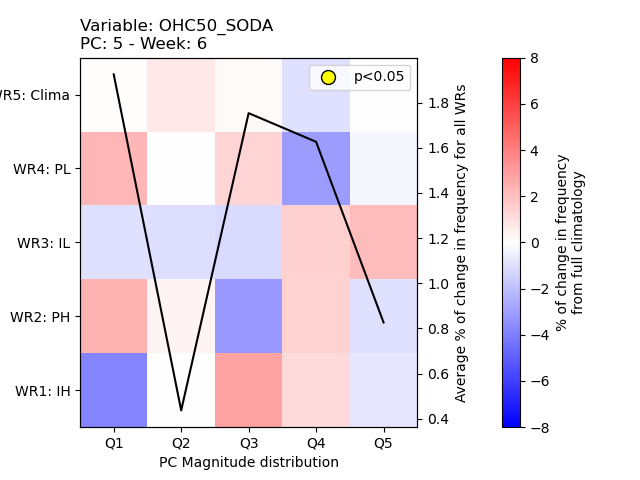 Variable: OHC50_SODA
PC: 5 - Week: 6
WR5: Clima
WR4: PL
WR3: IL
WR2: PH
WR1: IH
Q1 Q2 Q3 Q4 Q5
PC Magnitude distribution
p<0.05
1.8
1.6
1.4
1.2
1.0
0.8
0.6
0.4
Average % of change in frequency for all WRs
8
6
4
2
0
−2
−4
−6
−8
% of change in frequency
from full climatology